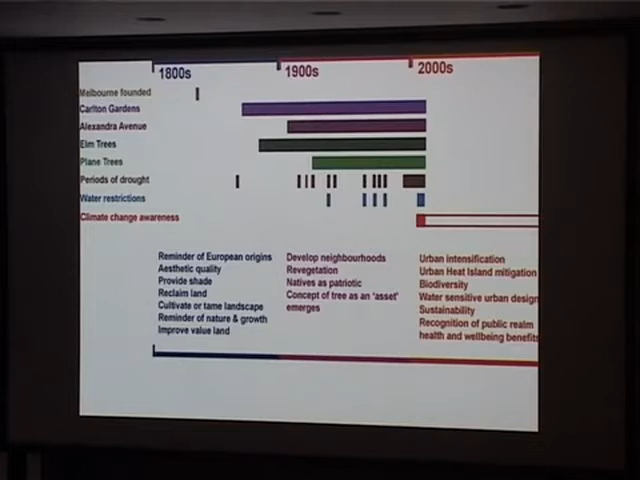 1800s 1900s 2000s
Melbourne founded
Carlton Gardens
Alexandra Avenue
Elm Trees
Plane Trees
Periods of drought
Water restrictions
Climate change awareness
Reminder of European origins
Aesthetic quality
Provide shade
Reclaim land
Cultivate or tame landscape
Reminder of nature & growth
Improve value land
Develop neighbourhoods
Revegetation
Natives as patriotic
Concept of tree as an 'asset'
emerges
Urban intensification
Urban Heat Island mitigation
Biodiversity
Water sensitive urban design
Sustainability
Recognition of public realm
health and wellbeing benefits